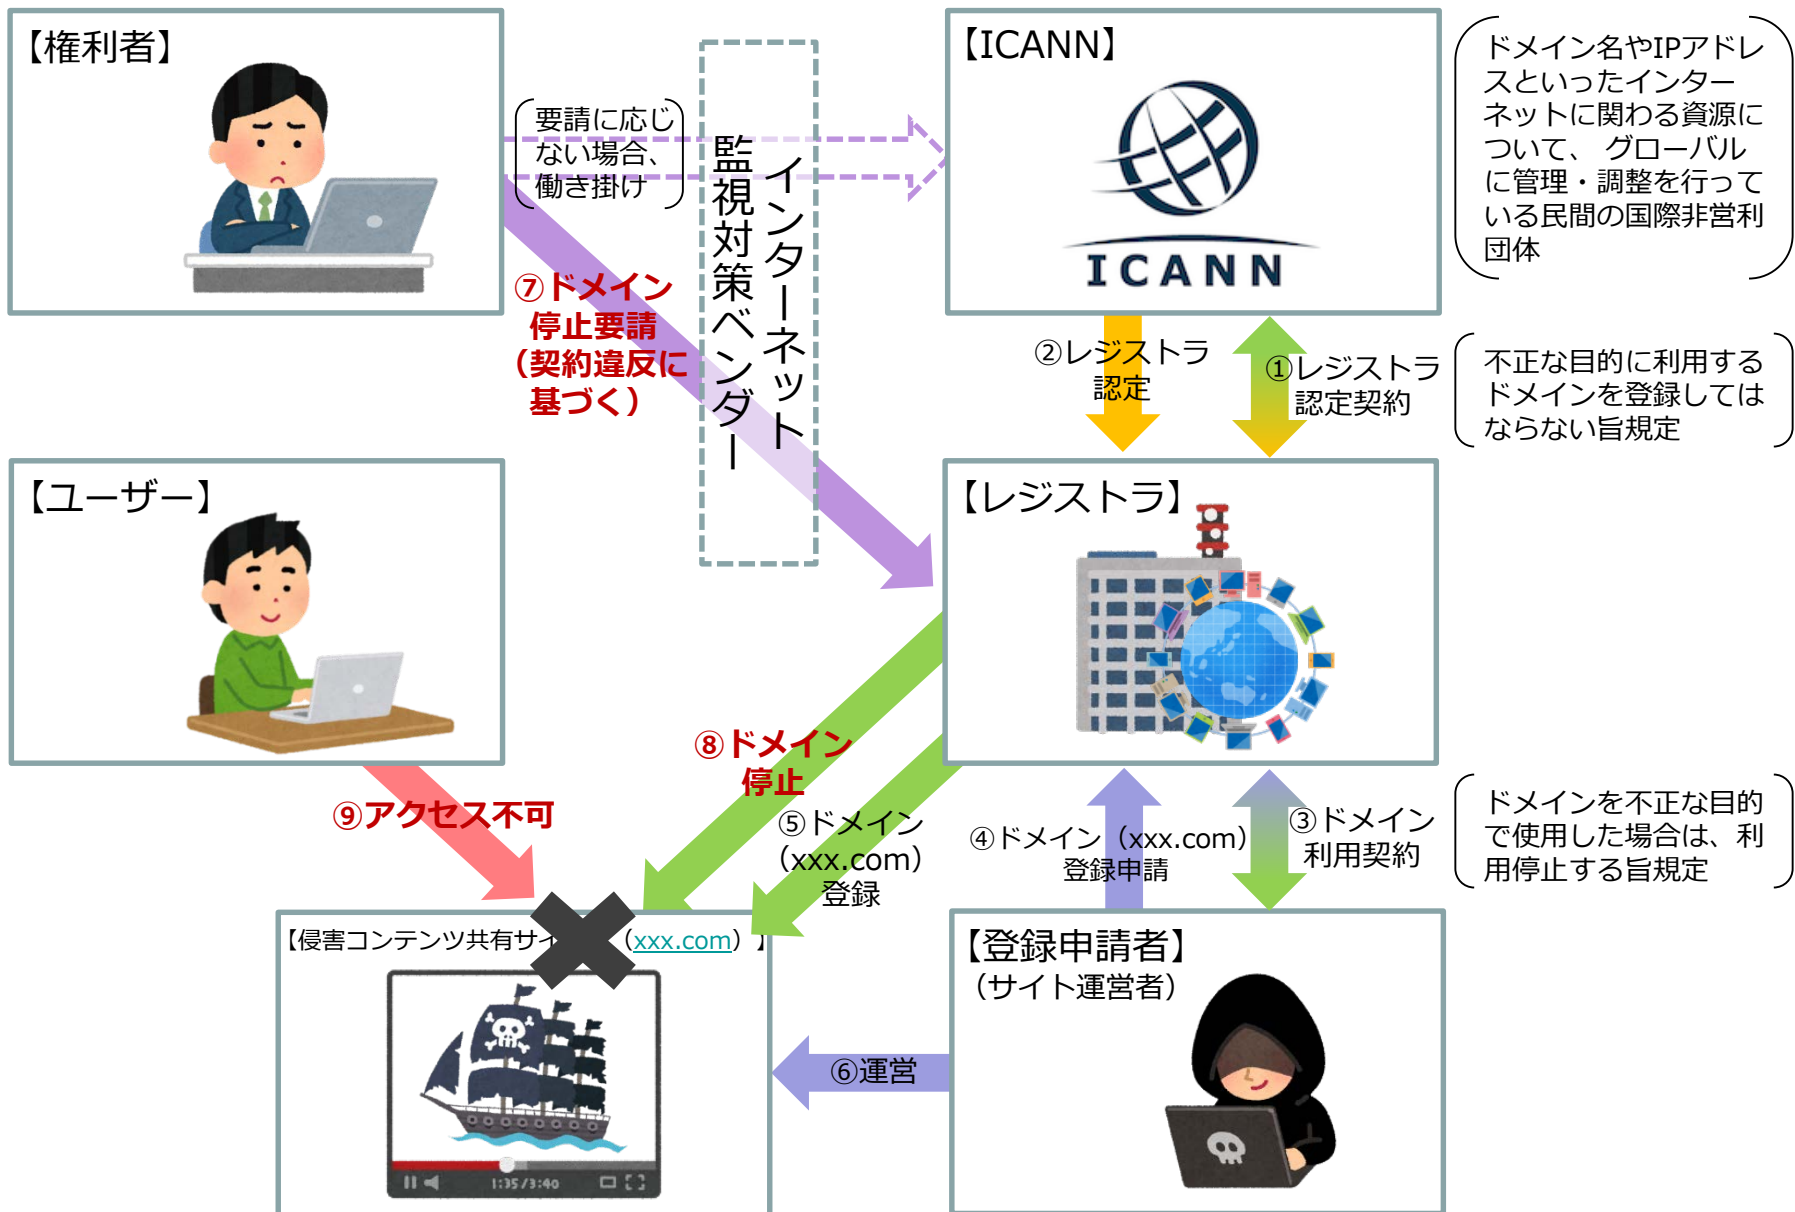 【権利者】
要請に応じ
ない場合、
働き掛け
インターネット
監視対策ベンダー
【ICANN】
ICANN
ドメイン名やIPアドレ
スといったインター
ネットに関わる資源に
ついて、 グローバル
に管理・調整を行って
いる民間の国際非営利
団体
⑦ドメイン
停止要請
（契約違反に
基づく）
②レジストラ
認定
①レジストラ
認定契約
不正な目的に利用する
ドメインを登録しては
ならない旨規定
【ユーザー】
【レジストラ】
⑧ドメイン
停止
⑨アクセス不可
⑤ドメイン
（xxx.com）
登録
④ドメイン（xxx.com）
登録申請
③ドメイン
利用契約
ドメインを不正な目的
で使用した場合は、利
用停止する旨規定
【侵害コンテンツ共有サイ（xxx.com）】
1:35/3:40
⑥運営
【登録申請者】
（サイト運営者）